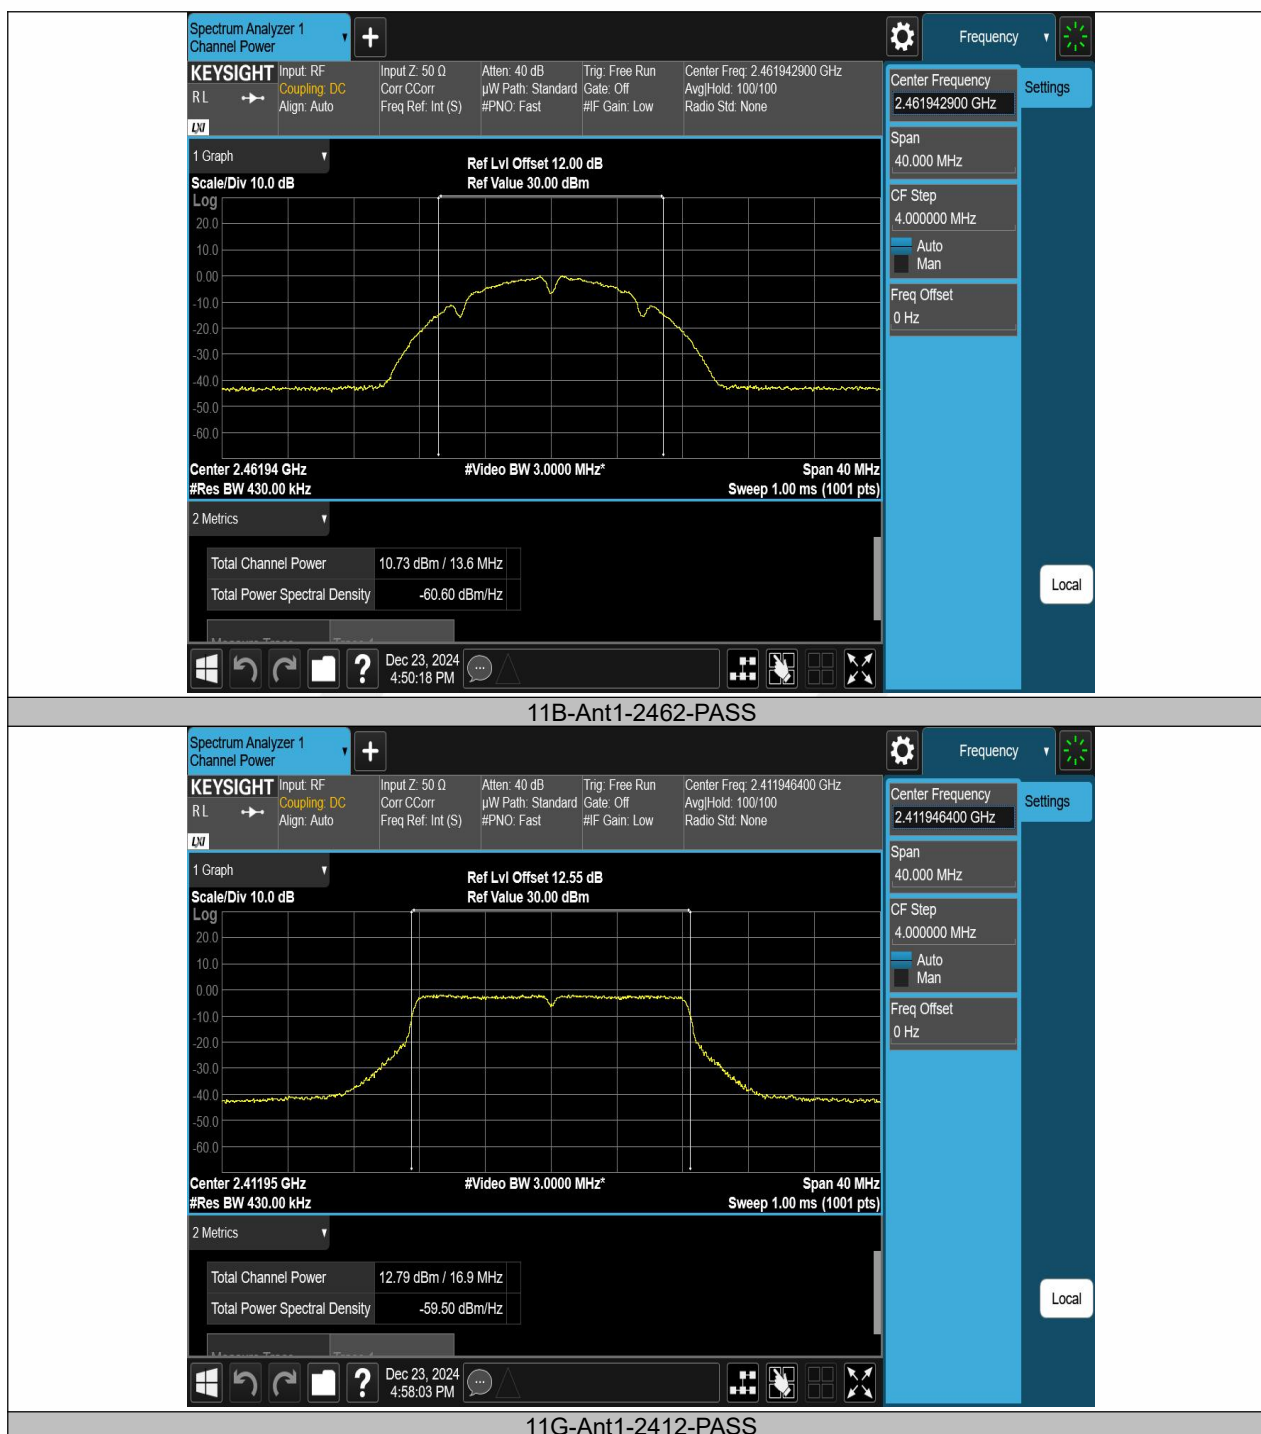 Spectrum Analyzer 1
Channel Power
+
Frequency
KEYSIGHT
RL
LXI
Input: RF
Coupling: DC
Align: Auto
Input Z: 50 Ω
Corr CCorr
Freq Ref: Int (S)
Atten: 40 dB
µW Path: Standard
#PNO: Fast
Trig: Free Run
Gate: Off
#IF Gain: Low
Center Freq: 2.461942900 GHz
Avg|Hold: 100/100
Radio Std: None
Center Frequency
2.461942900 GHz
Settings
Span
40.000 MHz
CF Step
4.000000 MHz
Auto
Man
Freq Offset
0 Hz
Local
1 Graph
Scale/Div 10.0 dB
Ref Lvl Offset 12.00 dB
Ref Value 30.00 dBm
Log
20.0
10.0
0.00
-10.0
-20.0
-30.0
-40.0
-50.0
-60.0
Center 2.46194 GHz
#Video BW 3.0000 MHz*
Span 40 MHz
#Res BW 430.00 kHz
Sweep 1.00 ms (1001 pts)
2 Metrics
Total Channel Power 10.73 dBm / 13.6 MHz
Total Power Spectral Density -60.60 dBm/Hz
?
Dec 23, 2024
4:50:18 PM
11B-Ant1-2462-PASS
Spectrum Analyzer 1
Channel Power
+
Frequency
KEYSIGHT
RL
LXI
Input: RF
Coupling: DC
Align: Auto
Input Z: 50 Ω
Corr CCorr
Freq Ref: Int (S)
Atten: 40 dB
µW Path: Standard
#PNO: Fast
Trig: Free Run
Gate: Off
#IF Gain: Low
Center Freq: 2.411946400 GHz
Avg|Hold: 100/100
Radio Std: None
Center Frequency
2.411946400 GHz
Settings
Span
40.000 MHz
CF Step
4.000000 MHz
Auto
Man
Freq Offset
0 Hz
Local
1 Graph
Scale/Div 10.0 dB
Ref Lvl Offset 12.55 dB
Ref Value 30.00 dBm
Log
20.0
10.0
0.00
-10.0
-20.0
-30.0
-40.0
-50.0
-60.0
Center 2.41195 GHz
#Video BW 3.0000 MHz*
Span 40 MHz
#Res BW 430.00 kHz
Sweep 1.00 ms (1001 pts)
2 Metrics
Total Channel Power 12.79 dBm / 16.9 MHz
Total Power Spectral Density -59.50 dBm/Hz
?
Dec 23, 2024
4:58:03 PM
11G-Ant1-2412-PASS